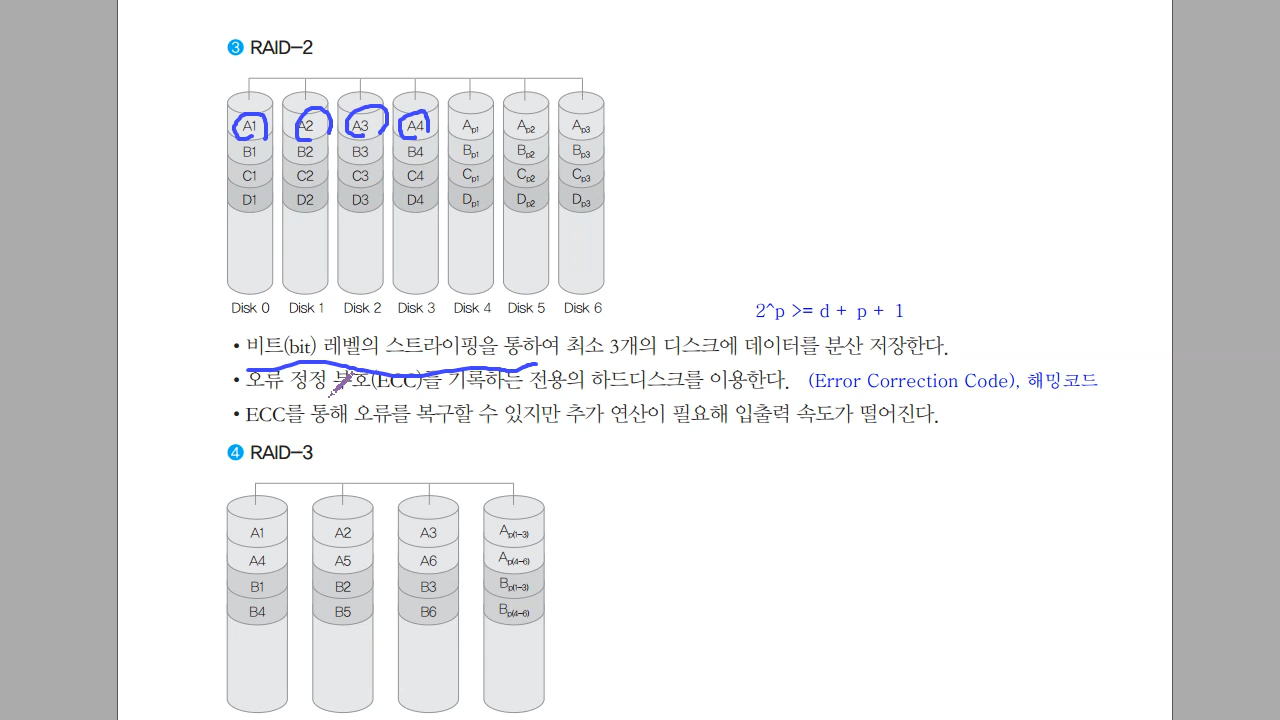 ❸ RAID-2
A1 A2 A3 A4 Ap1 Ap2 Ap3
B1 B2 B3 B4 Bp1 Bp2 Bp3
C1 C2 C3 C4 Cp1 Cp2 Cp3
D1 D2 D3 D4 Dp1 Dp2 Dp3
Disk 0 Disk 1 Disk 2 Disk 3 Disk 4 Disk 5 Disk 6
2^p >= d + p + 1
• 비트(bit) 레벨의 스트라이핑을 통하여 최소 3개의 디스크에 데이터를 분산 저장한다.
• 오류 정정 부호(ECC)를 기록하는 전용의 하드디스크를 이용한다. (Error Correction Code), 해밍코드
• ECC를 통해 오류를 복구할 수 있지만 추가 연산이 필요해 입출력 속도가 떨어진다.
❹ RAID-3
A1 A2 A3 Ap(1-3)
A4 A5 A6 Ap(4-6)
B1 B2 B3 Bp(1-3)
B4 B5 B6 Bp(4-6)